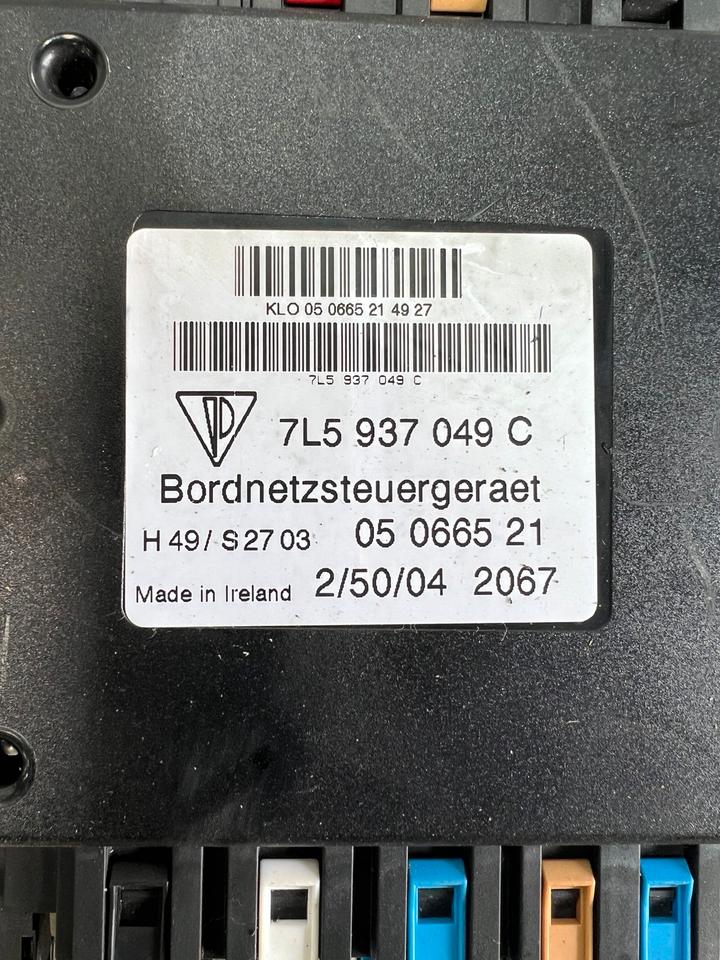 KLO 05 0665 21 49 27
7L5 937 049 C
7L5 937 049 C
Bordnetzsteuergeraet
H 49/ S 27 03 05 0665 21
Made in Ireland 2/50/04 2067